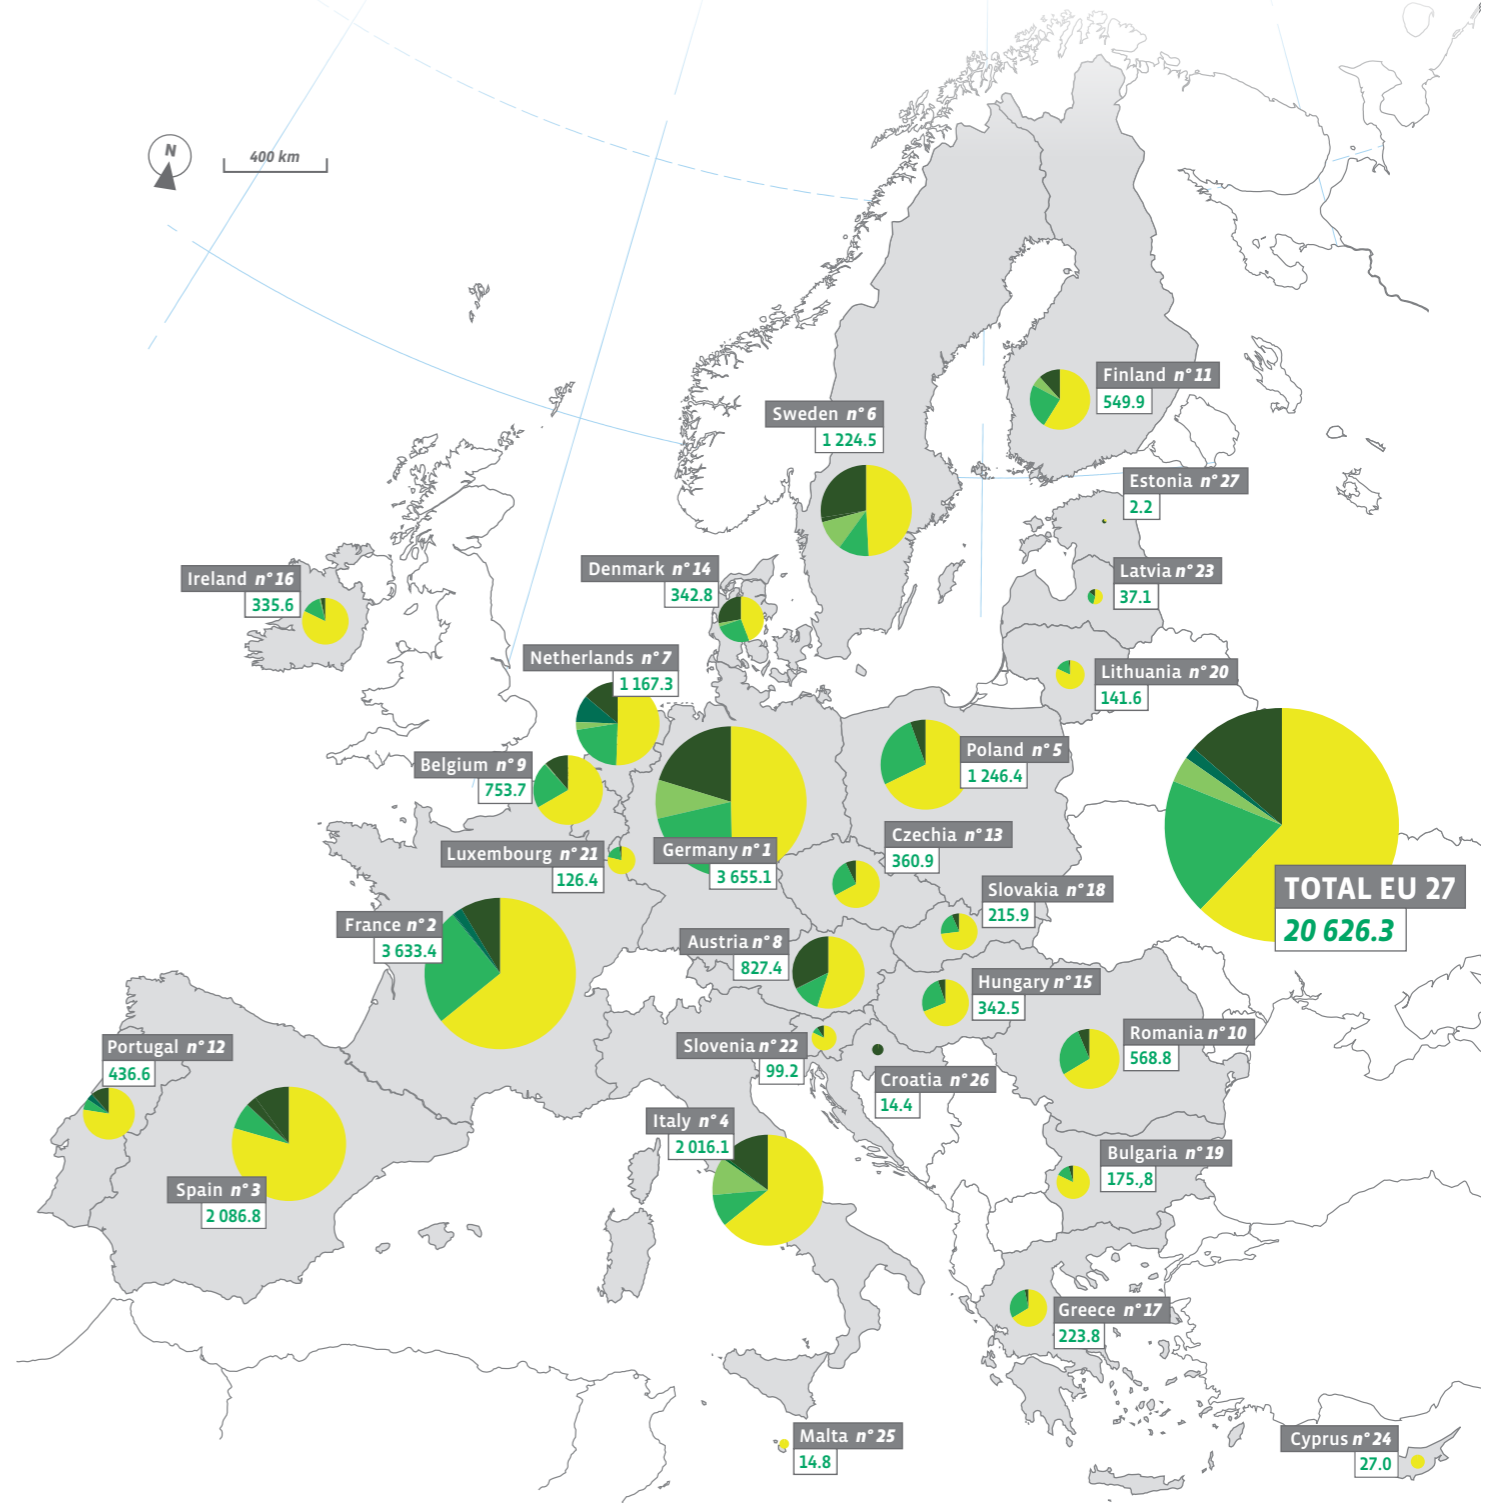 N
400 km
Finland n° 11
549.9
Sweden n° 6
1 224.5
Estonia n° 27
2.2
Latvia n° 23
37.1
Denmark n° 14
342.8
Ireland n° 16
335.6
Netherlands n° 7
1 167.3
Lithuania n° 20
141.6
Poland n° 5
1 246.4
Belgium n° 9
753.7
Czechia n° 13
360.9
Luxembourg n° 21
126.4
Germany n° 1
3 655.1
Slovakia n° 18
215.9
TOTAL EU 27
20 626.3
France n° 2
3 633.4
Austria n° 8
827.4
Hungary n° 15
342.5
Romania n° 10
568.8
Portugal n° 12
436.6
Slovenia n° 22
99.2
Croatia n° 26
14.4
Italy n° 4
2 016.1
Bulgaria n° 19
175.,8
Spain n° 3
2 086.8
Greece n° 17
223.8
Malta n° 25
14.8
Cyprus n° 24
27.0